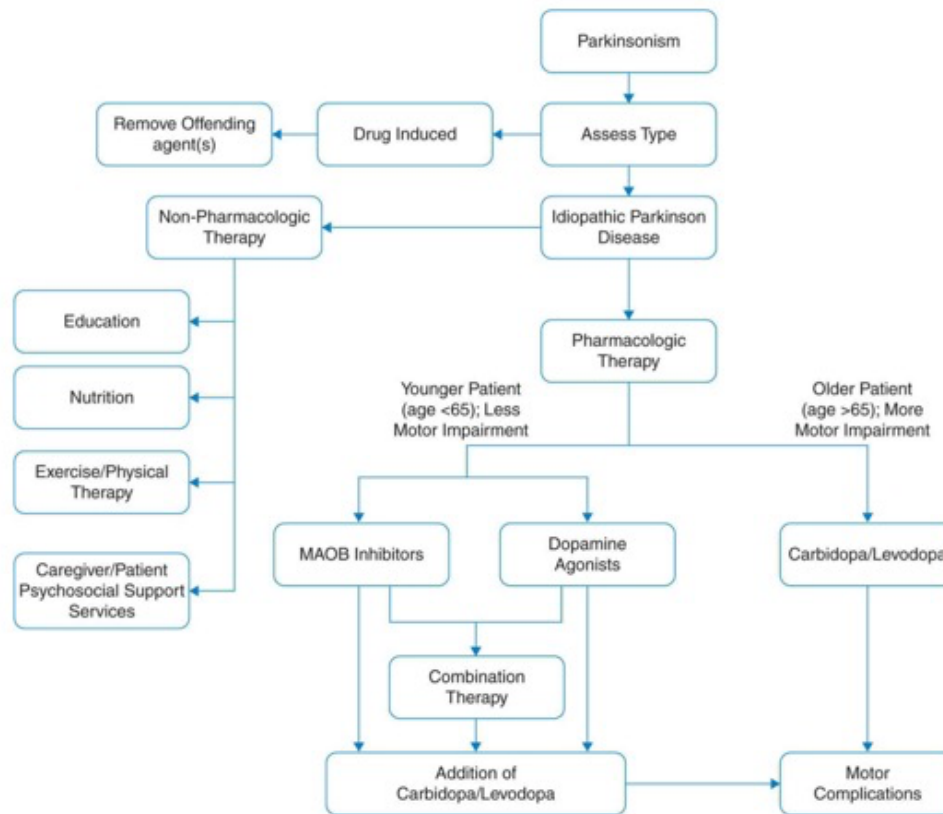 Parkinsonism
Remove Offending
agent(s)
Drug Induced
Assess Type
Non-Pharmacologic
Therapy
Idiopathic Parkinson
Disease
Education
Pharmacologic
Therapy
Nutrition
Younger Patient
(age <65); Less
Motor Impairment
Older Patient
(age >65); More
Motor Impairment
Exercise/Physical
Therapy
MAOB Inhibitors
Dopamine
Agonists
Carbidopa/Levodopa
Caregiver/Patient
Psychosocial Support
Services
Combination
Therapy
Addition of
Carbidopa/Levodopa
Motor
Complications